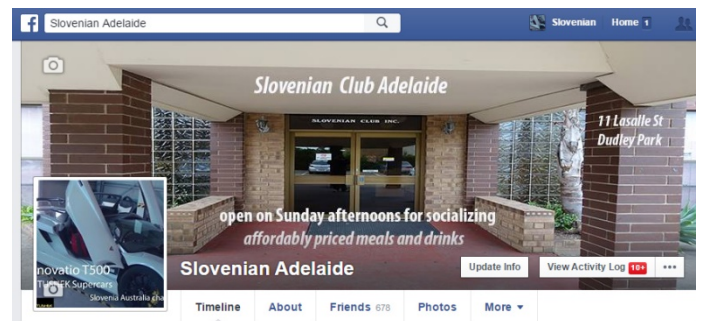 Slovenian Adelaide
Slovenian Home 1
Slovenian Club Adelaide
SLOVENIAN CLUB INC.
11 Lasalle St
Dudley Park
open on Sunday afternoons for socializing
affordably priced meals and drinks
novatio T500
Supercars
Slovenia Australia cha
Slovenian Adelaide
Update Info
View Activity Log 10+
Timeline About Friends 678 Photos More